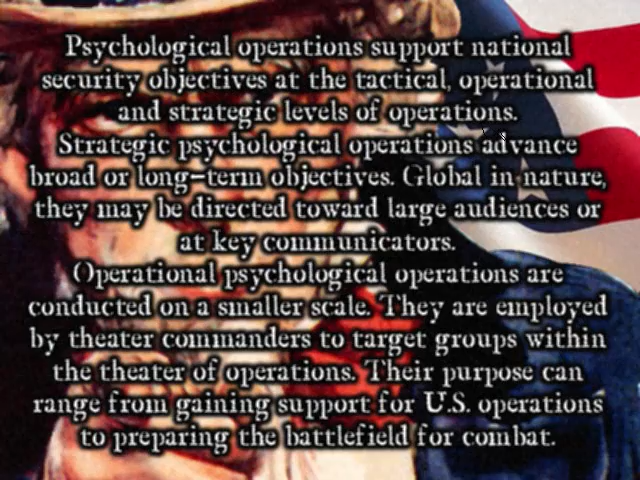 Psychological operations support national
security objectives at the tactical, operational
and strategic levels of operations.
Strategic psychological operations advance
broad or long-term objectives. Global in nature,
they may be directed toward large audiences or
at key communicators.
Operational psychological operations are
conducted on a smaller scale. They are employed
by theater commanders to target groups within
the theater of operations. Their purpose can
range from gaining support for U.S. operations
to preparing the battlefield for combat.